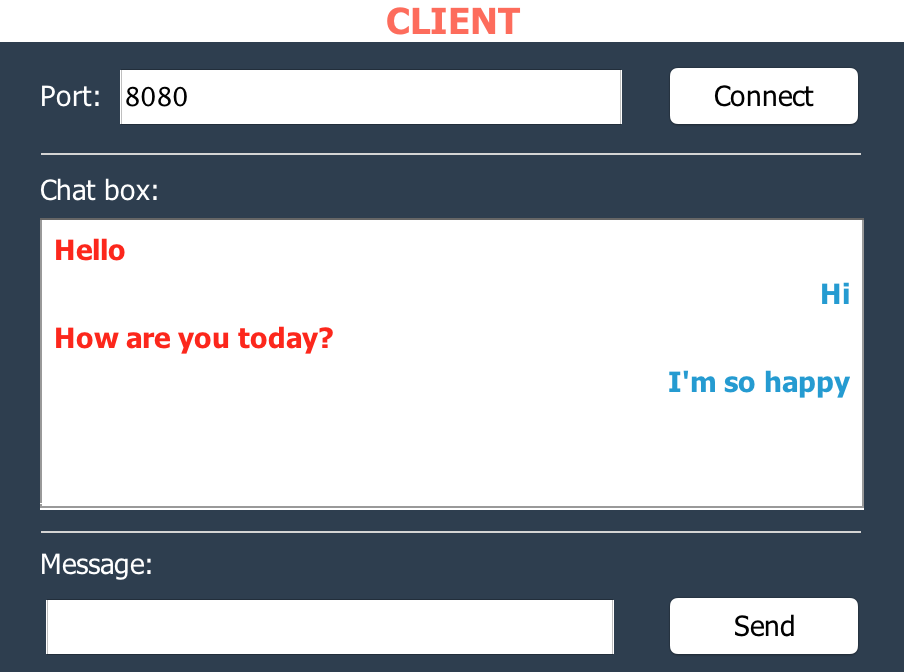 CLIENT
Port: 8080 Connect
Chat box:
Hello
Hi
How are you today?
I'm so happy
Message:
Send